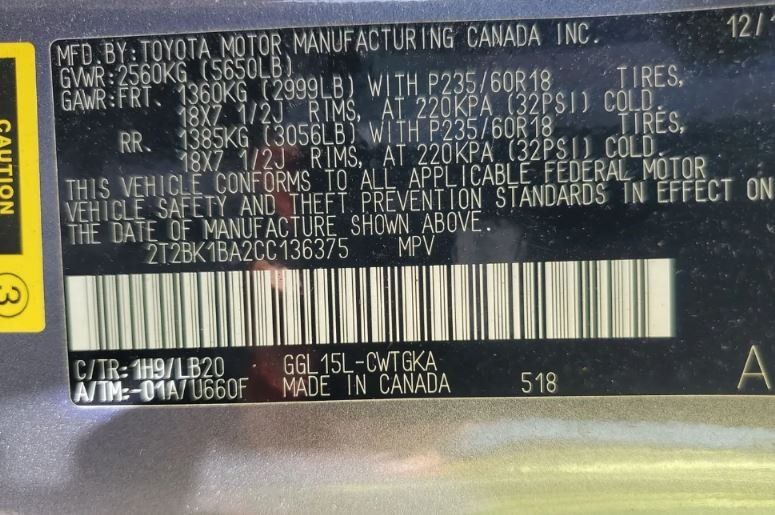 MFD. BY: TOYOTA MOTOR MANUFACTURING CANADA INC. 12/1
GVWR: 2560KG (5650LB)
GAWR: FRT. 1360KG (2999LB) WITH P235/60R18 TIRES,
18X7 1/2J RIMS, AT 220KPA (32PSI) COLD.
RR. 1385KG (3056LB) WITH P235/60R18 TIRES,
18X7 1/2J RIMS, AT 220KPA (32PSI) COLD.
THIS VEHICLE CONFORMS TO ALL APPLICABLE FEDERAL MOTOR
VEHICLE SAFETY AND THEFT PREVENTION STANDARDS IN EFFECT ON
THE DATE OF MANUFACTURE SHOWN ABOVE.
2T2BK1BA2CC136375 MPV
C/TR: 1H9/LB20 GGL15L-CWTGKA
A/TM: -01A/U660F MADE IN CANADA 518 A
CAUTION
3